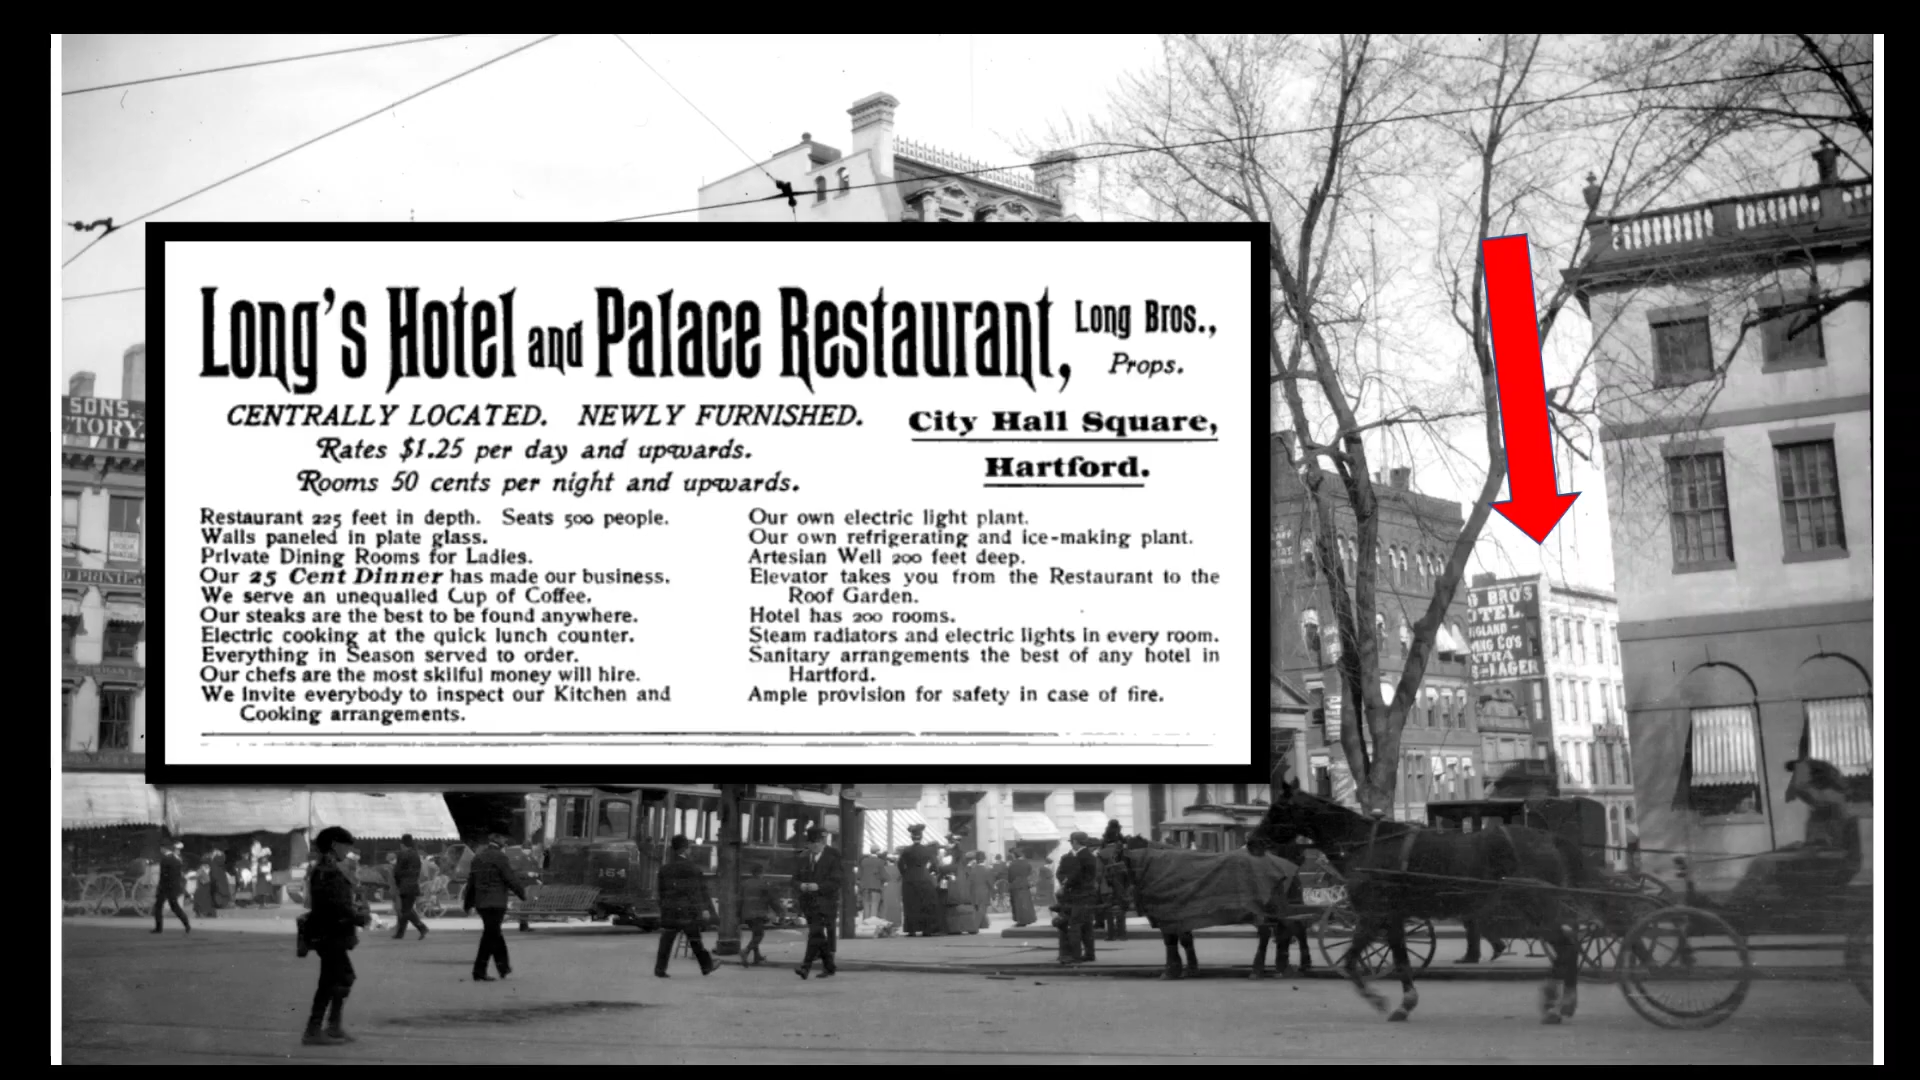 Long's Hotel and Palace Restaurant, Long Bros.,
Props.
CENTRALLY LOCATED. NEWLY FURNISHED.
Rates $1.25 per day and upwards.
Rooms 50 cents per night and upwards.
City Hall Square,
Hartford.
Restaurant 225 feet in depth. Seats 500 people.
Walls paneled in plate glass.
Private Dining Rooms for Ladies.
Our 25 Cent Dinner has made our business.
We serve an unequalled Cup of Coffee.
Our steaks are the best to be found anywhere.
Electric cooking at the quick lunch counter.
Everything in Season served to order.
Our chefs are the most skilful money will hire.
We invite everybody to inspect our Kitchen and
Cooking arrangements.
Our own electric light plant.
Our own refrigerating and ice-making plant.
Artesian Well 200 feet deep.
Elevator takes you from the Restaurant to the
Roof Garden.
Hotel has 200 rooms.
Steam radiators and electric lights in every room.
Sanitary arrangements the best of any hotel in
Hartford.
Ample provision for safety in case of fire.
SONS.
TORY.
BRO'S
OTEL.
GLAND -
ING CO'S
XTRA
LAGER
164